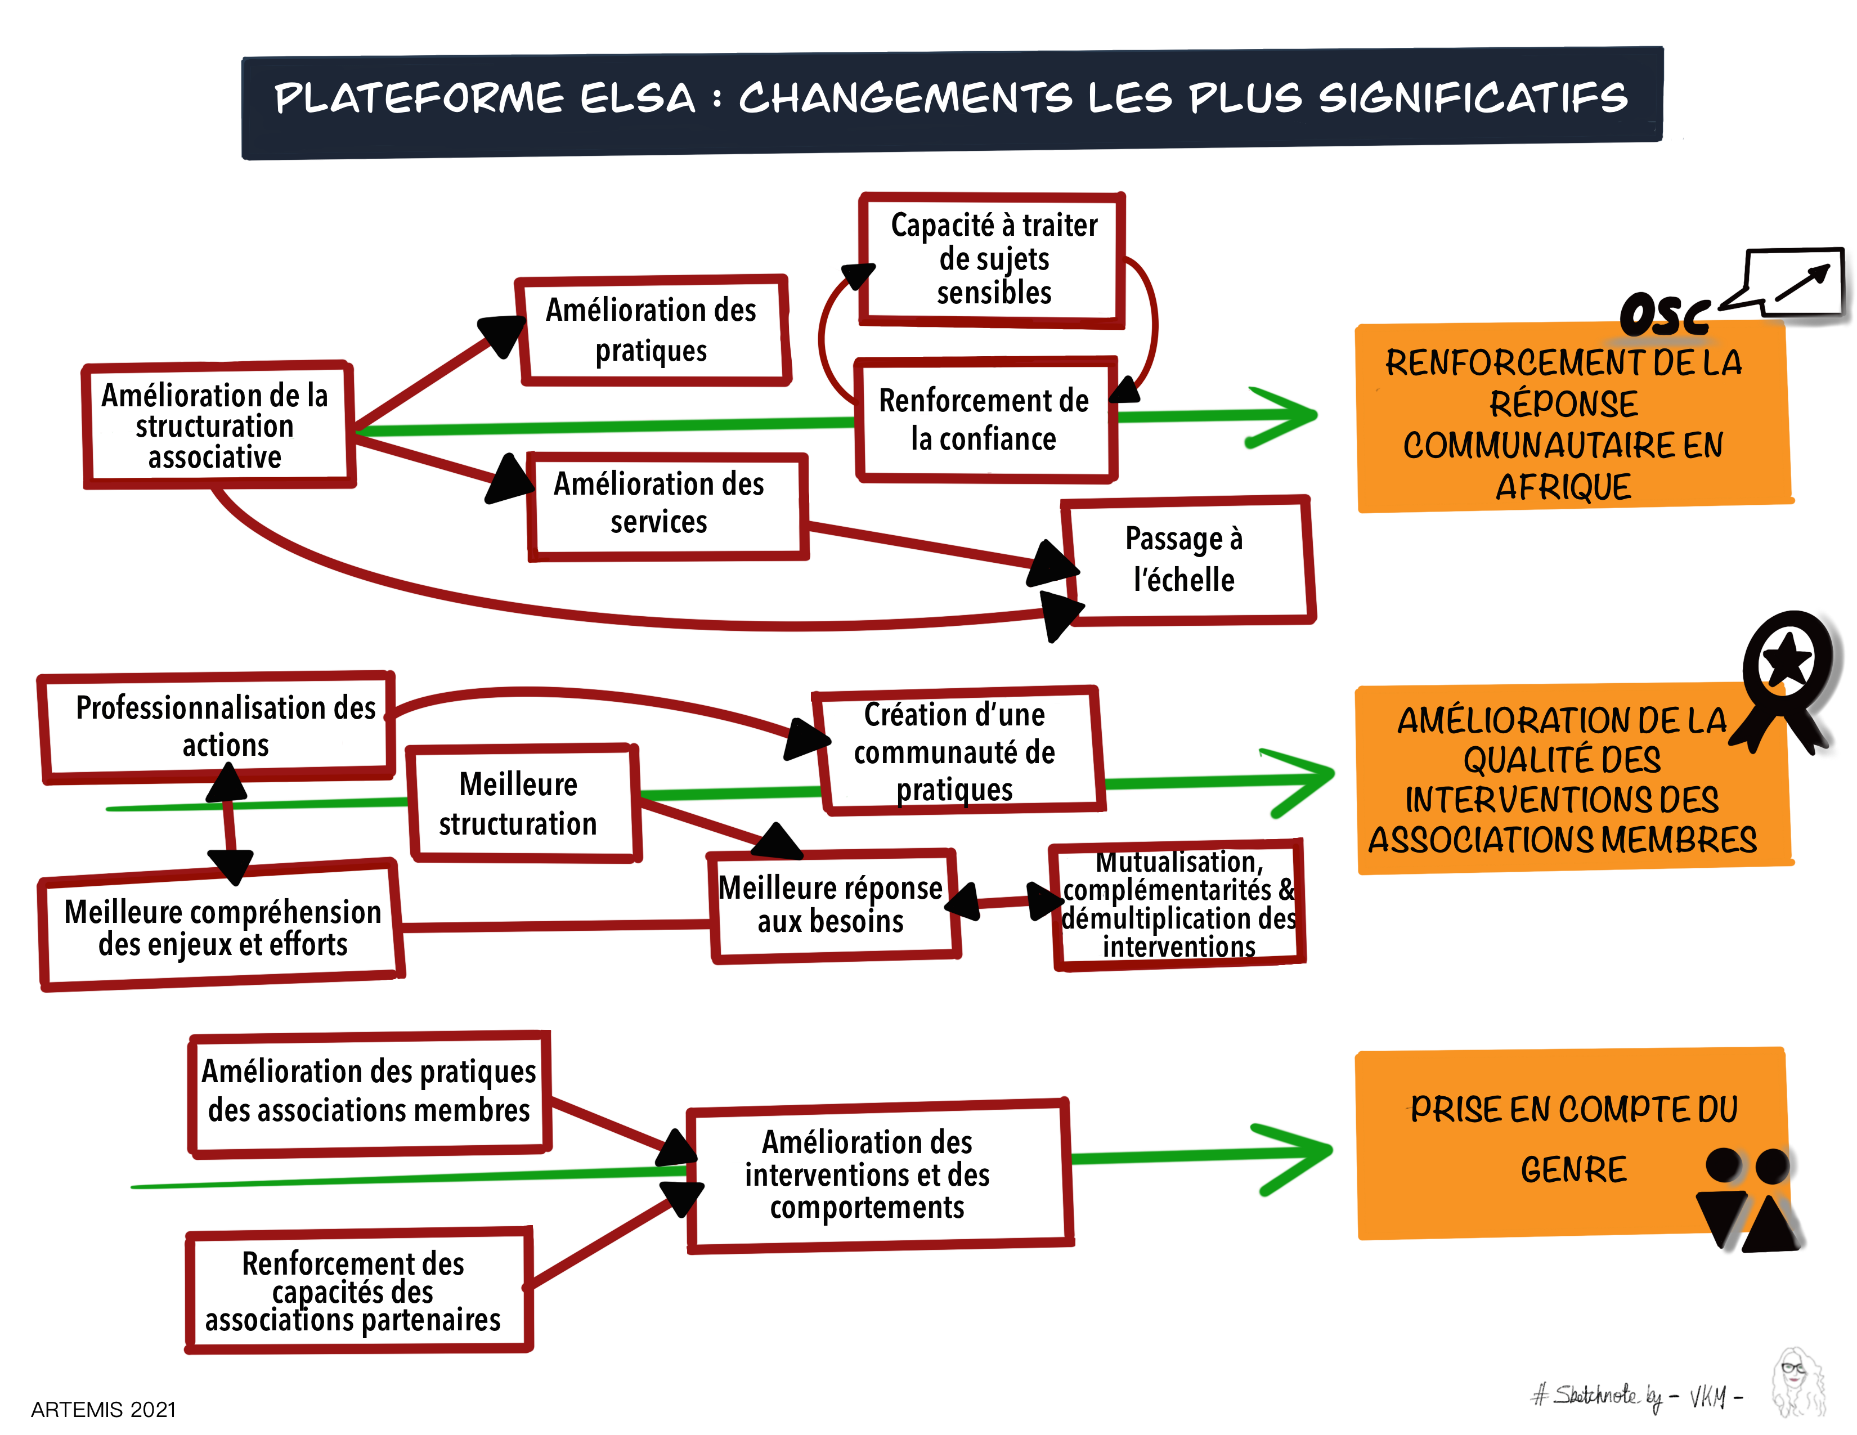 PLATEFORME ELSA : CHANGEMENTS LES PLUS SIGNIFICATIFS
Capacité à traiter
de sujets
sensibles
Amélioration des
pratiques
Amélioration de la
structuration
associative
Renforcement de
la confiance
Amélioration des
services
Passage à
l'échelle
OSC
RENFORCEMENT DE LA
RÉPONSE
COMMUNAUTAIRE EN
AFRIQUE
Professionnalisation des
actions
Meilleure
structuration
Création d'une
communauté de
pratiques
Meilleure compréhension
des enjeux et efforts
Meilleure réponse
aux besoins
Mutualisation,
complémentarités &
démultiplication des
interventions
AMÉLIORATION DE LA
QUALITÉ DES
INTERVENTIONS DES
ASSOCIATIONS MEMBRES
Amélioration des pratiques
des associations membres
Amélioration des
interventions et des
comportements
Renforcement des
capacités des
associations partenaires
PRISE EN COMPTE DU
GENRE
ARTEMIS 2021
# Sketchnote by - VKM -